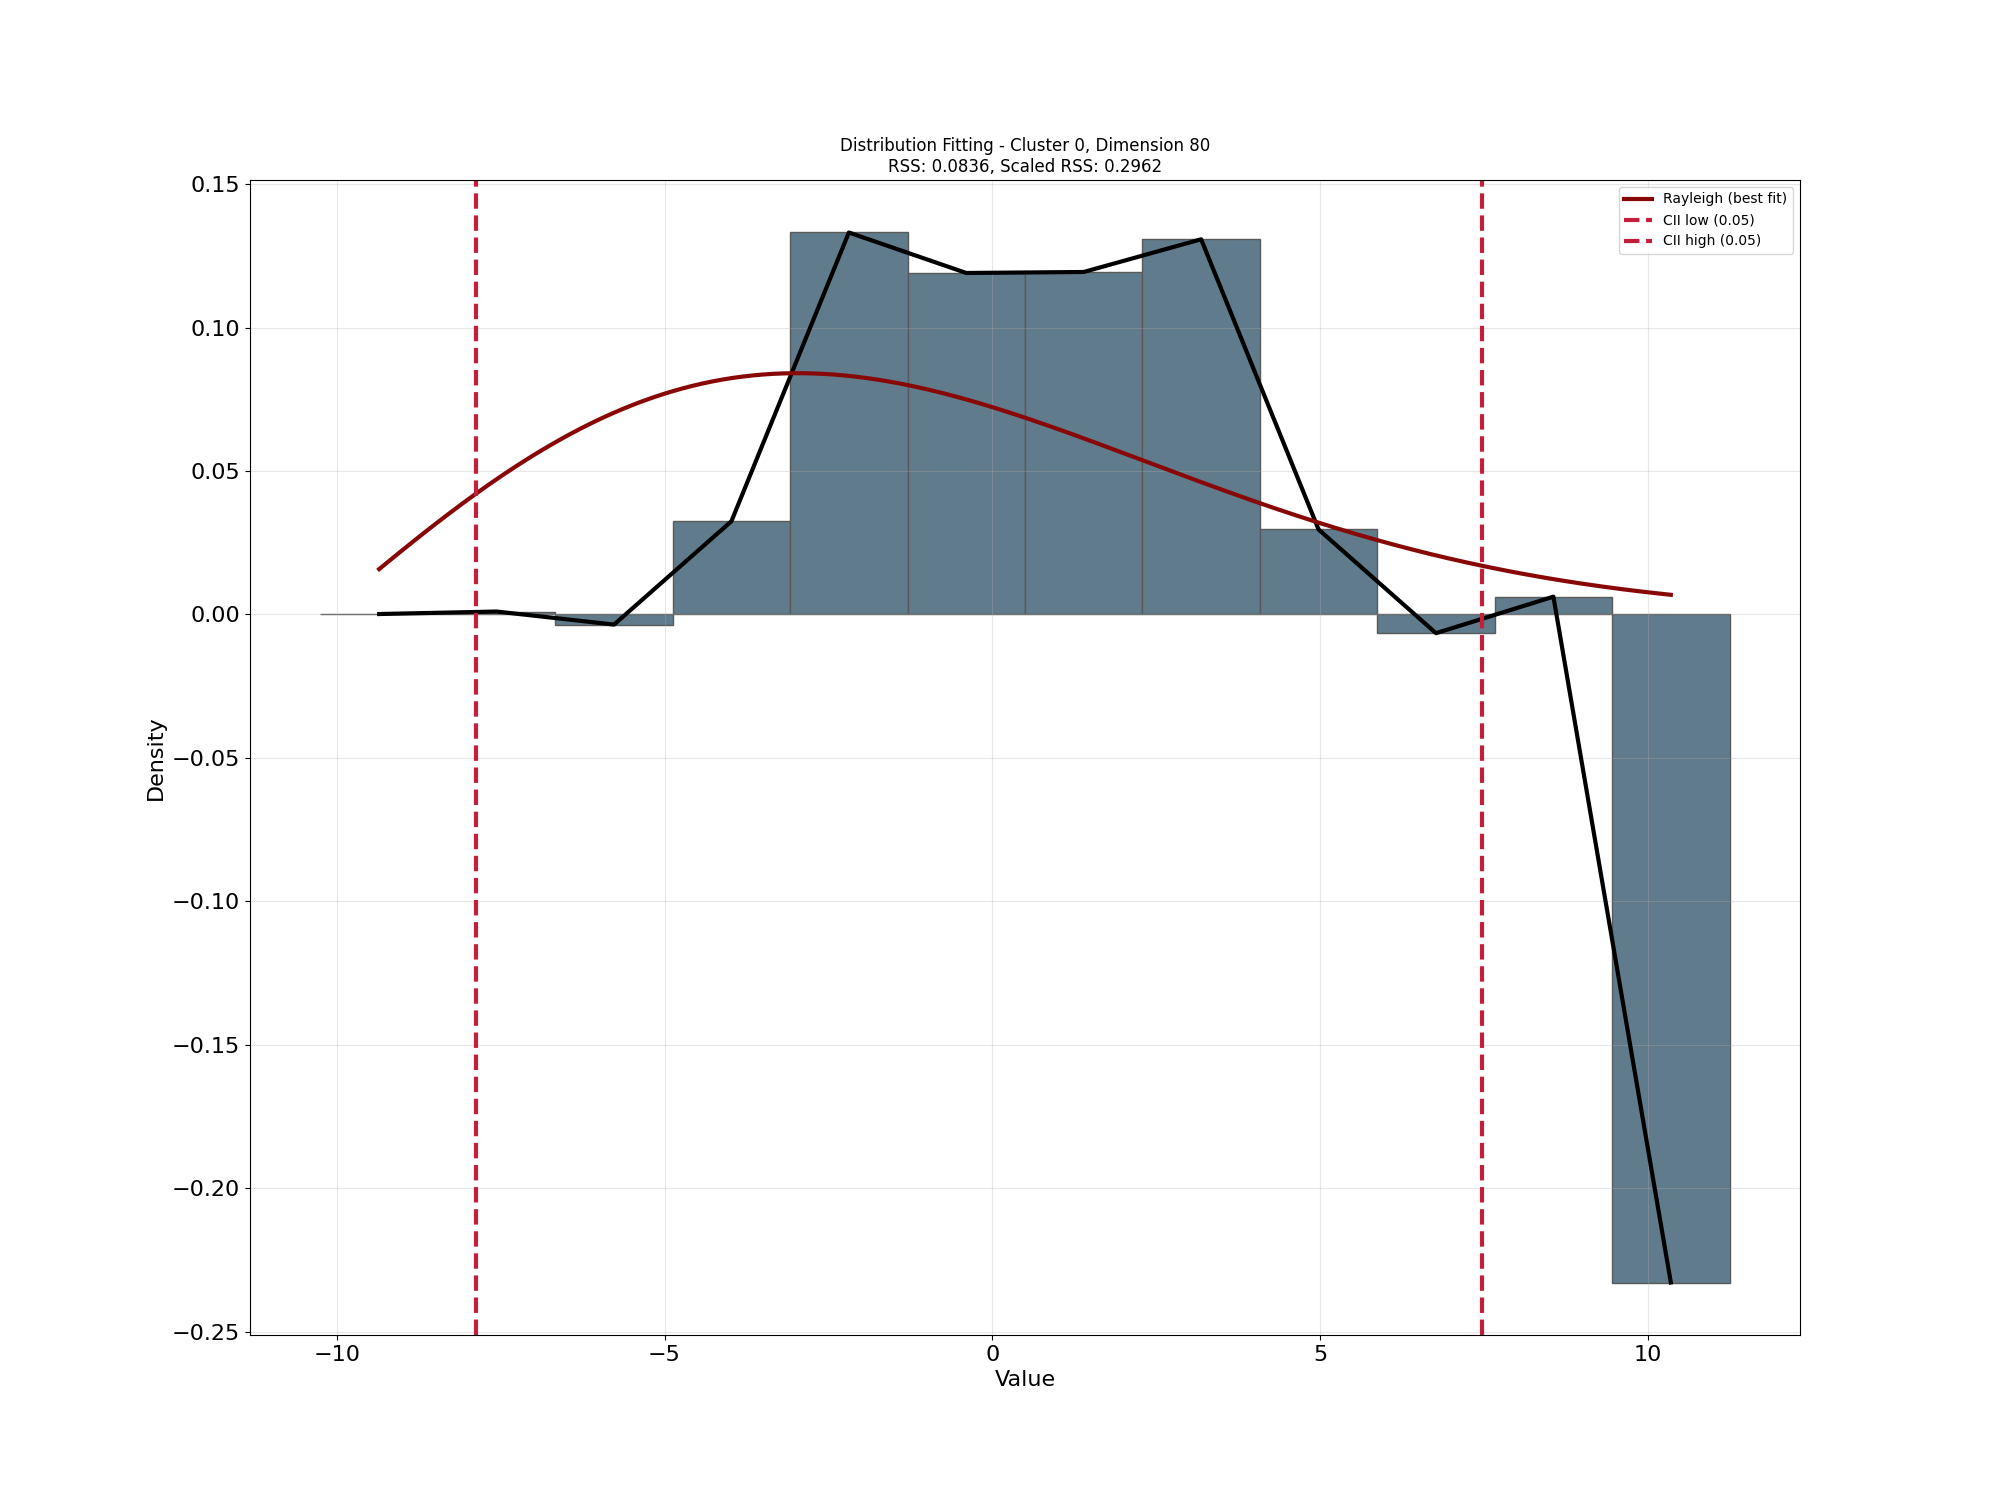 Distribution Fitting - Cluster 0, Dimension 80
RSS: 0.0836, Scaled RSS: 0.2962
Rayleigh (best fit)
CII low (0.05)
CII high (0.05)
0.15
0.10
0.05
0.00
−0.05
−0.10
−0.15
−0.20
−0.25
Density
−10
−5
0
5
10
Value